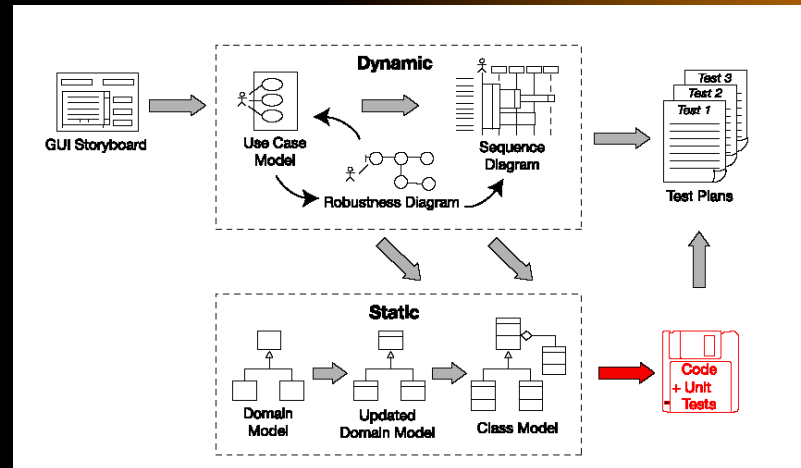 Dynamic
GUI Storyboard
Use Case
Model
Robustness Diagram
Sequence
Diagram
Test 3
Test 2
Test 1
Test Plans
Static
Domain
Model
Updated
Domain Model
Class Model
Code
+ Unit
- Tests